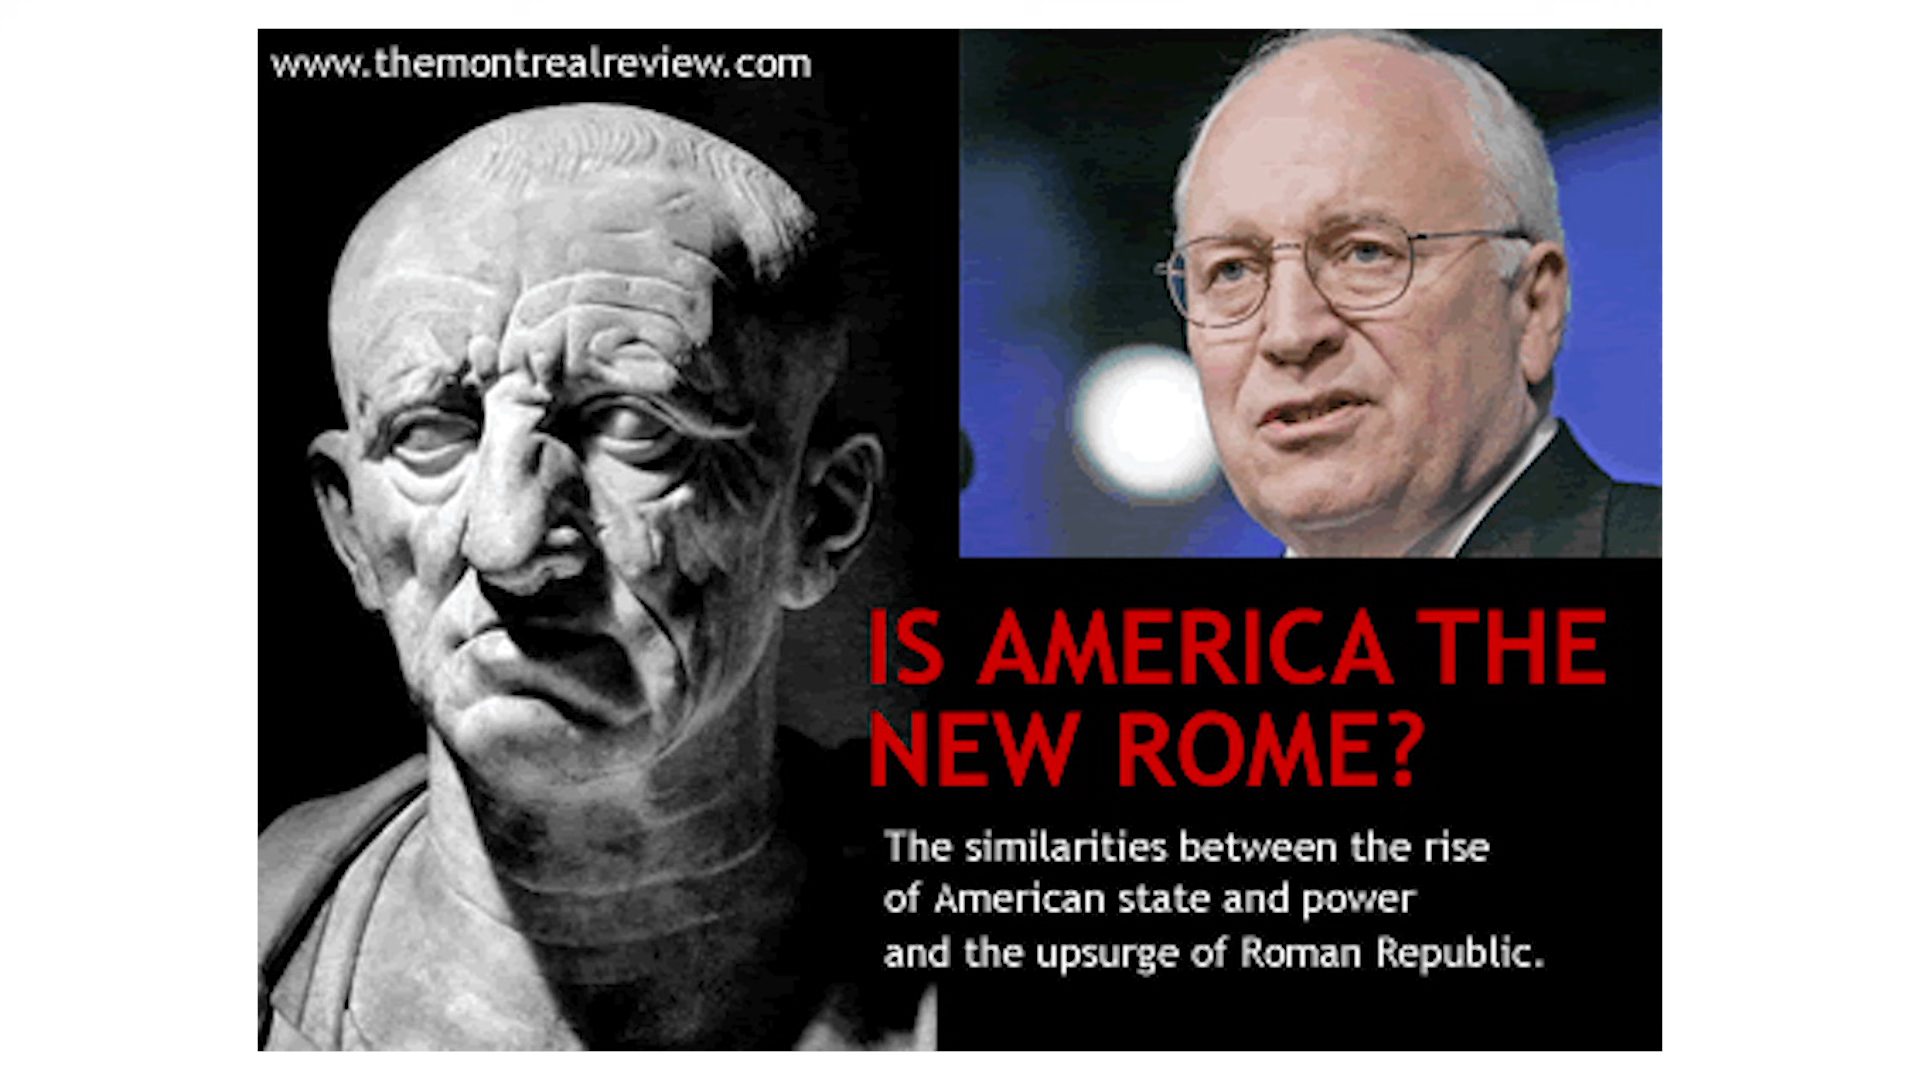 www.themontrealreview.com
IS AMERICA THE
NEW ROME?
The similarities between the rise
of American state and power
and the upsurge of Roman Republic.